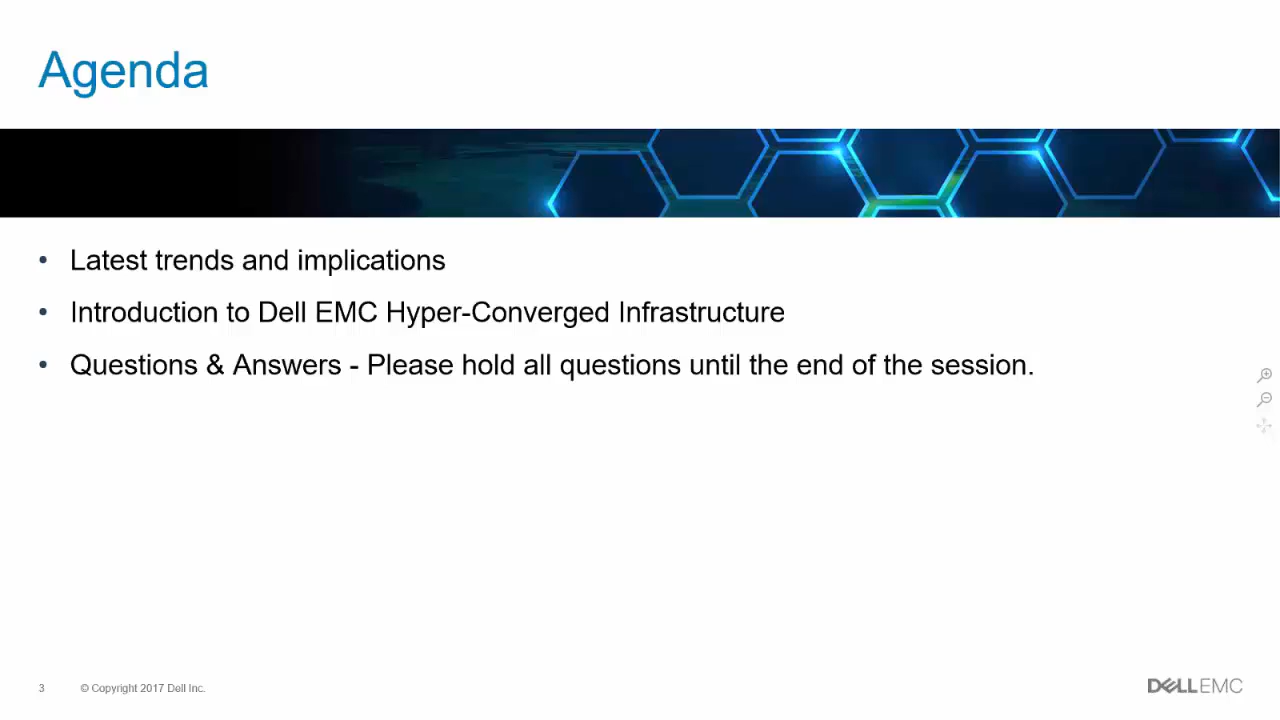 Agenda
• Latest trends and implications
• Introduction to Dell EMC Hyper-Converged Infrastructure
• Questions & Answers - Please hold all questions until the end of the session.
3 © Copyright 2017 Dell Inc.
DELLEMC